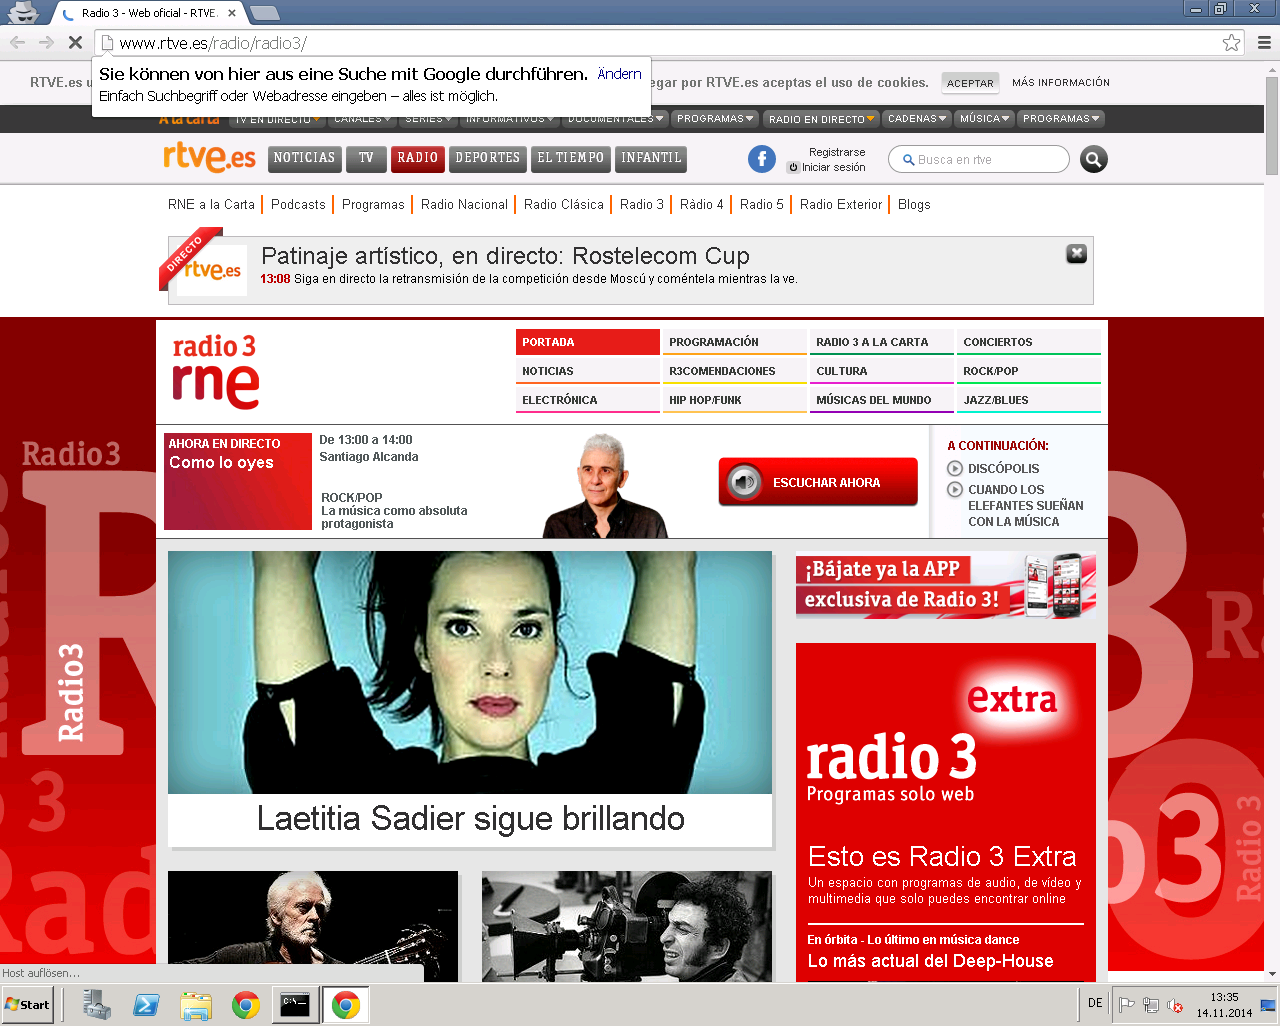 Radio 3 - Web oficial - RTVE.
www.rtve.es/radio/radio3/
Sie können von hier aus eine Suche mit Google durchführen. Ändern
Einfach Suchbegriff oder Webadresse eingeben – alles ist möglich.
RTVE.es
egar por RTVE.es aceptas el uso de cookies.
ACEPTAR
MÁS INFORMACIÓN
A la carta
TV EN DIRECTO
CANALES
SERIES
INFORMATIVOS
DOCUMENTALES
PROGRAMAS
RADIO EN DIRECTO
CADENAS
MÚSICA
PROGRAMAS
rtve.es
NOTICIAS
TV
RADIO
DEPORTES
EL TIEMPO
INFANTIL
f
Registrarse
Iniciar sesión
Busca en rtve
RNE a la Carta
Podcasts
Programas
Radio Nacional
Radio Clásica
Radio 3
Ràdio 4
Radio 5
Radio Exterior
Blogs
DIRECTO
rtve.es
Patinaje artístico, en directo: Rostelecom Cup
13:08 Siga en directo la retransmisión de la competición desde Moscú y coméntela mientras la ve.
radio 3
rne
PORTADA
PROGRAMACIÓN
RADIO 3 A LA CARTA
CONCIERTOS
NOTICIAS
R3COMENDACIONES
CULTURA
ROCK/POP
ELECTRÓNICA
HIP HOP/FUNK
MÚSICAS DEL MUNDO
JAZZ/BLUES
AHORA EN DIRECTO
Como lo oyes
De 13:00 a 14:00
Santiago Alcanda
ROCK/POP
La música como absoluta
protagonista
ESCUCHAR AHORA
A CONTINUACIÓN:
DISCÓPOLIS
CUANDO LOS
ELEFANTES SUEÑAN
CON LA MÚSICA
Radio3
Radio3
Laetitia Sadier sigue brillando
¡Bájate ya la APP
exclusiva de Radio 3!
extra
radio 3
Programas solo web
Esto es Radio 3 Extra
Un espacio con programas de audio, de vídeo y
multimedia que solo puedes encontrar online
En órbita - Lo último en música dance
Lo más actual del Deep-House
Radio 3
Host auflösen...
Start
C:\
DE
13:35
14.11.2014